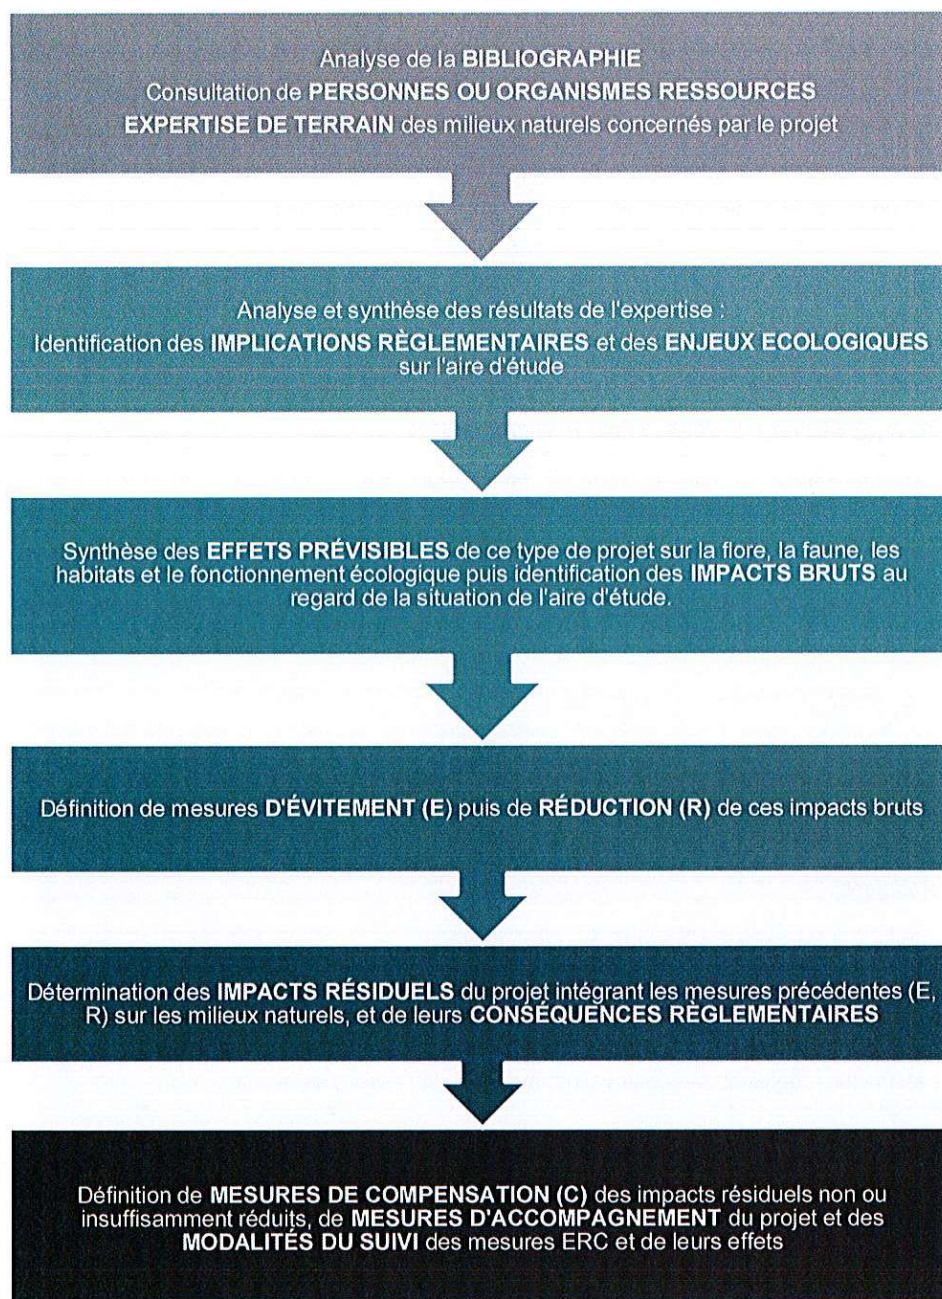 Analyse de la BIBLIOGRAPHIE
Consultation de PERSONNES OU ORGANISMES RESSOURCES
EXPERTISE DE TERRAIN des milieux naturels concernés par le projet
Analyse et synthèse des résultats de l'expertise :
Identification des IMPLICATIONS RÈGLEMENTAIRES et des ENJEUX ECOLOGIQUES
sur l'aire d'étude
Synthèse des EFFETS PRÉVISIBLES de ce type de projet sur la flore, la faune, les
habitats et le fonctionnement écologique puis identification des IMPACTS BRUTS au
regard de la situation de l'aire d'étude.
Définition de mesures D'ÉVITEMENT (E) puis de RÉDUCTION (R) de ces impacts bruts
Détermination des IMPACTS RÉSIDUELS du projet intégrant les mesures précédentes (E,
R) sur les milieux naturels, et de leurs CONSÉQUENCES RÈGLEMENTAIRES
Définition de MESURES DE COMPENSATION (C) des impacts résiduels non ou
insuffisamment réduits, de MESURES D'ACCOMPAGNEMENT du projet et des
MODALITÉS DU SUIVI des mesures ERC et de leurs effets